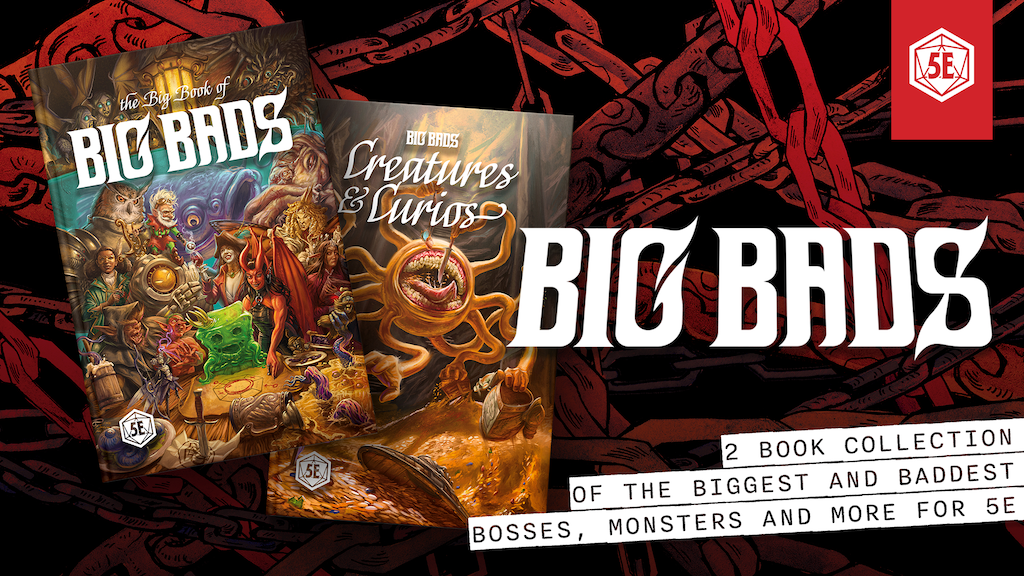 the Big Book of
BIG BADS
5E
BIG BADS
Creatures
& Curios
5E
5E
BIG BADS
2 BOOK COLLECTION
OF THE BIGGEST AND BADDEST
BOSSES, MONSTERS AND MORE FOR 5E